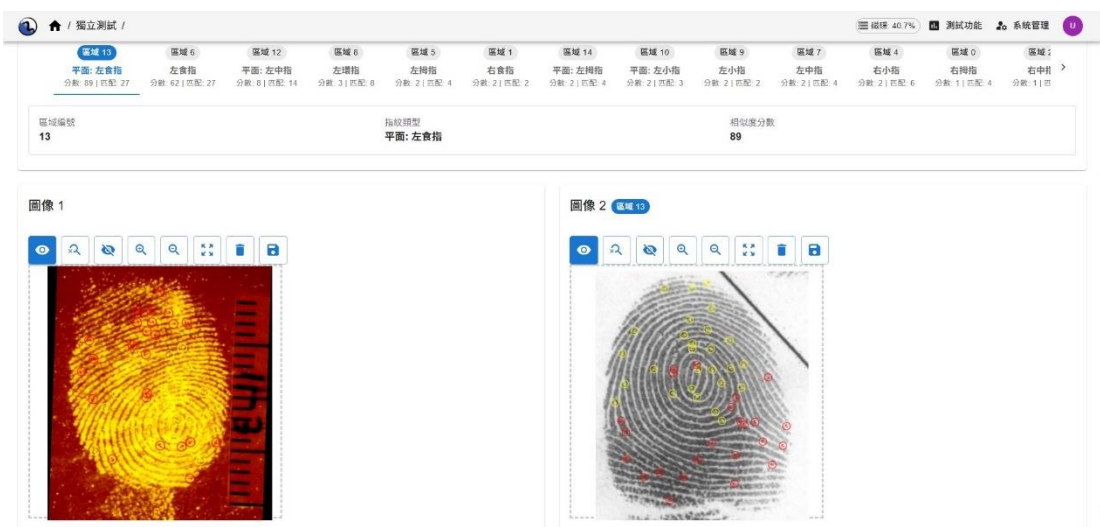 / 獨立測試 /
磁碟: 40.7%
測試功能
系統管理
U
區域 13
平面: 左食指
分數: 89 | 匹配: 27
區域 6
左食指
分數: 62 | 匹配: 27
區域 12
平面: 左中指
分數: 8 | 匹配: 14
區域 8
左環指
分數: 3 | 匹配: 8
區域 5
左拇指
分數: 2 | 匹配: 4
區域 1
右食指
分數: 2 | 匹配: 2
區域 14
平面: 左拇指
分數: 2 | 匹配: 4
區域 10
平面: 左小指
分數: 2 | 匹配: 3
區域 9
左小指
分數: 2 | 匹配: 2
區域 7
左中指
分數: 2 | 匹配: 4
區域 4
右小指
分數: 2 | 匹配: 6
區域 0
右拇指
分數: 1 | 匹配: 4
區域
右中指
分數: 1 |
區域編號
13
指紋類型
平面: 左食指
相似度分數
89
圖像 1
圖像 2 區域 13